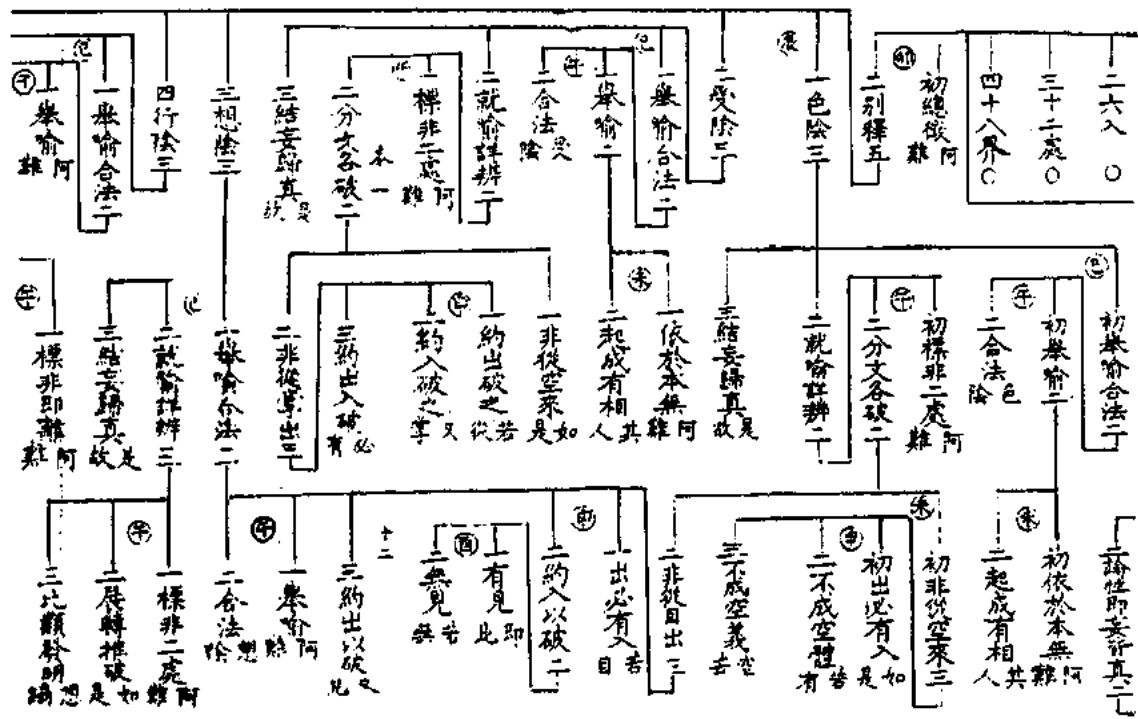 二六入 〇
三十二處 〇
四十八界 〇
初總徵 阿難
二別釋五
一色陰三
二受陰三
一舉喻合法二
一舉喻二
二合法 受陰
二就喻詳辨二
一標非二處 阿難
二分文各破二
三結妄歸真 是故
三想陰三
四行陰三
一舉喻合法二
一舉喻 阿難
初舉喻合法二
初舉喻二
二合法 色陰
初標非二處 阿難
二分文各破二
二就喻詳辨二
三結妄歸真 是故
一依於本無 阿難
二起成有相 其人
一非從空來 如是
一約出破之 若從
二約入破之 又掌
三約出入破 必有
二非從掌出三
一舉喻合法二
二就喻詳辨三
三結妄歸真 是故
一標非即離 阿難
二諭性即妄皆真二
初依於本無 阿難
二起成有相 其人
初非從空來三
初出必有入 如是
二不成空體 若有
三不成空義 空若
二非從目出三
一出必有入 若目
二約入以破二
一有見 即此
二無見 若無
三約出以破 又見
十二
一舉喻 阿難
二合法 想陰
一標非二處 阿難
二展轉推破 如是
三比類發明 想蹋